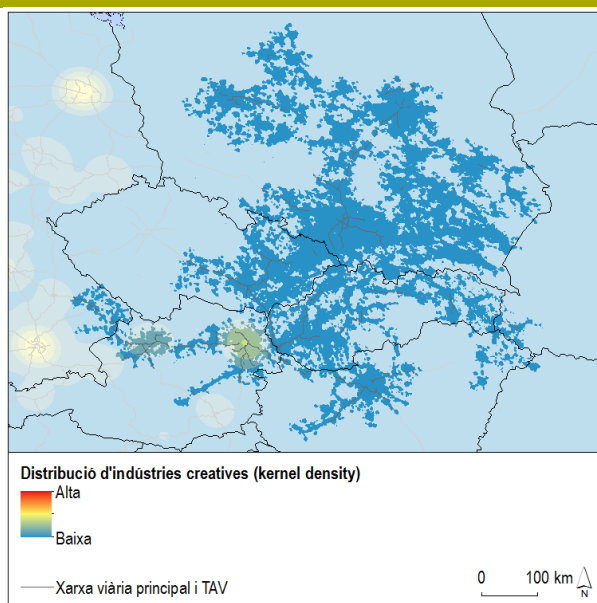 Distribució d'indústries creatives (kernel density)
Alta
Baixa
Xarxa viària principal i TAV
0 100 km
N